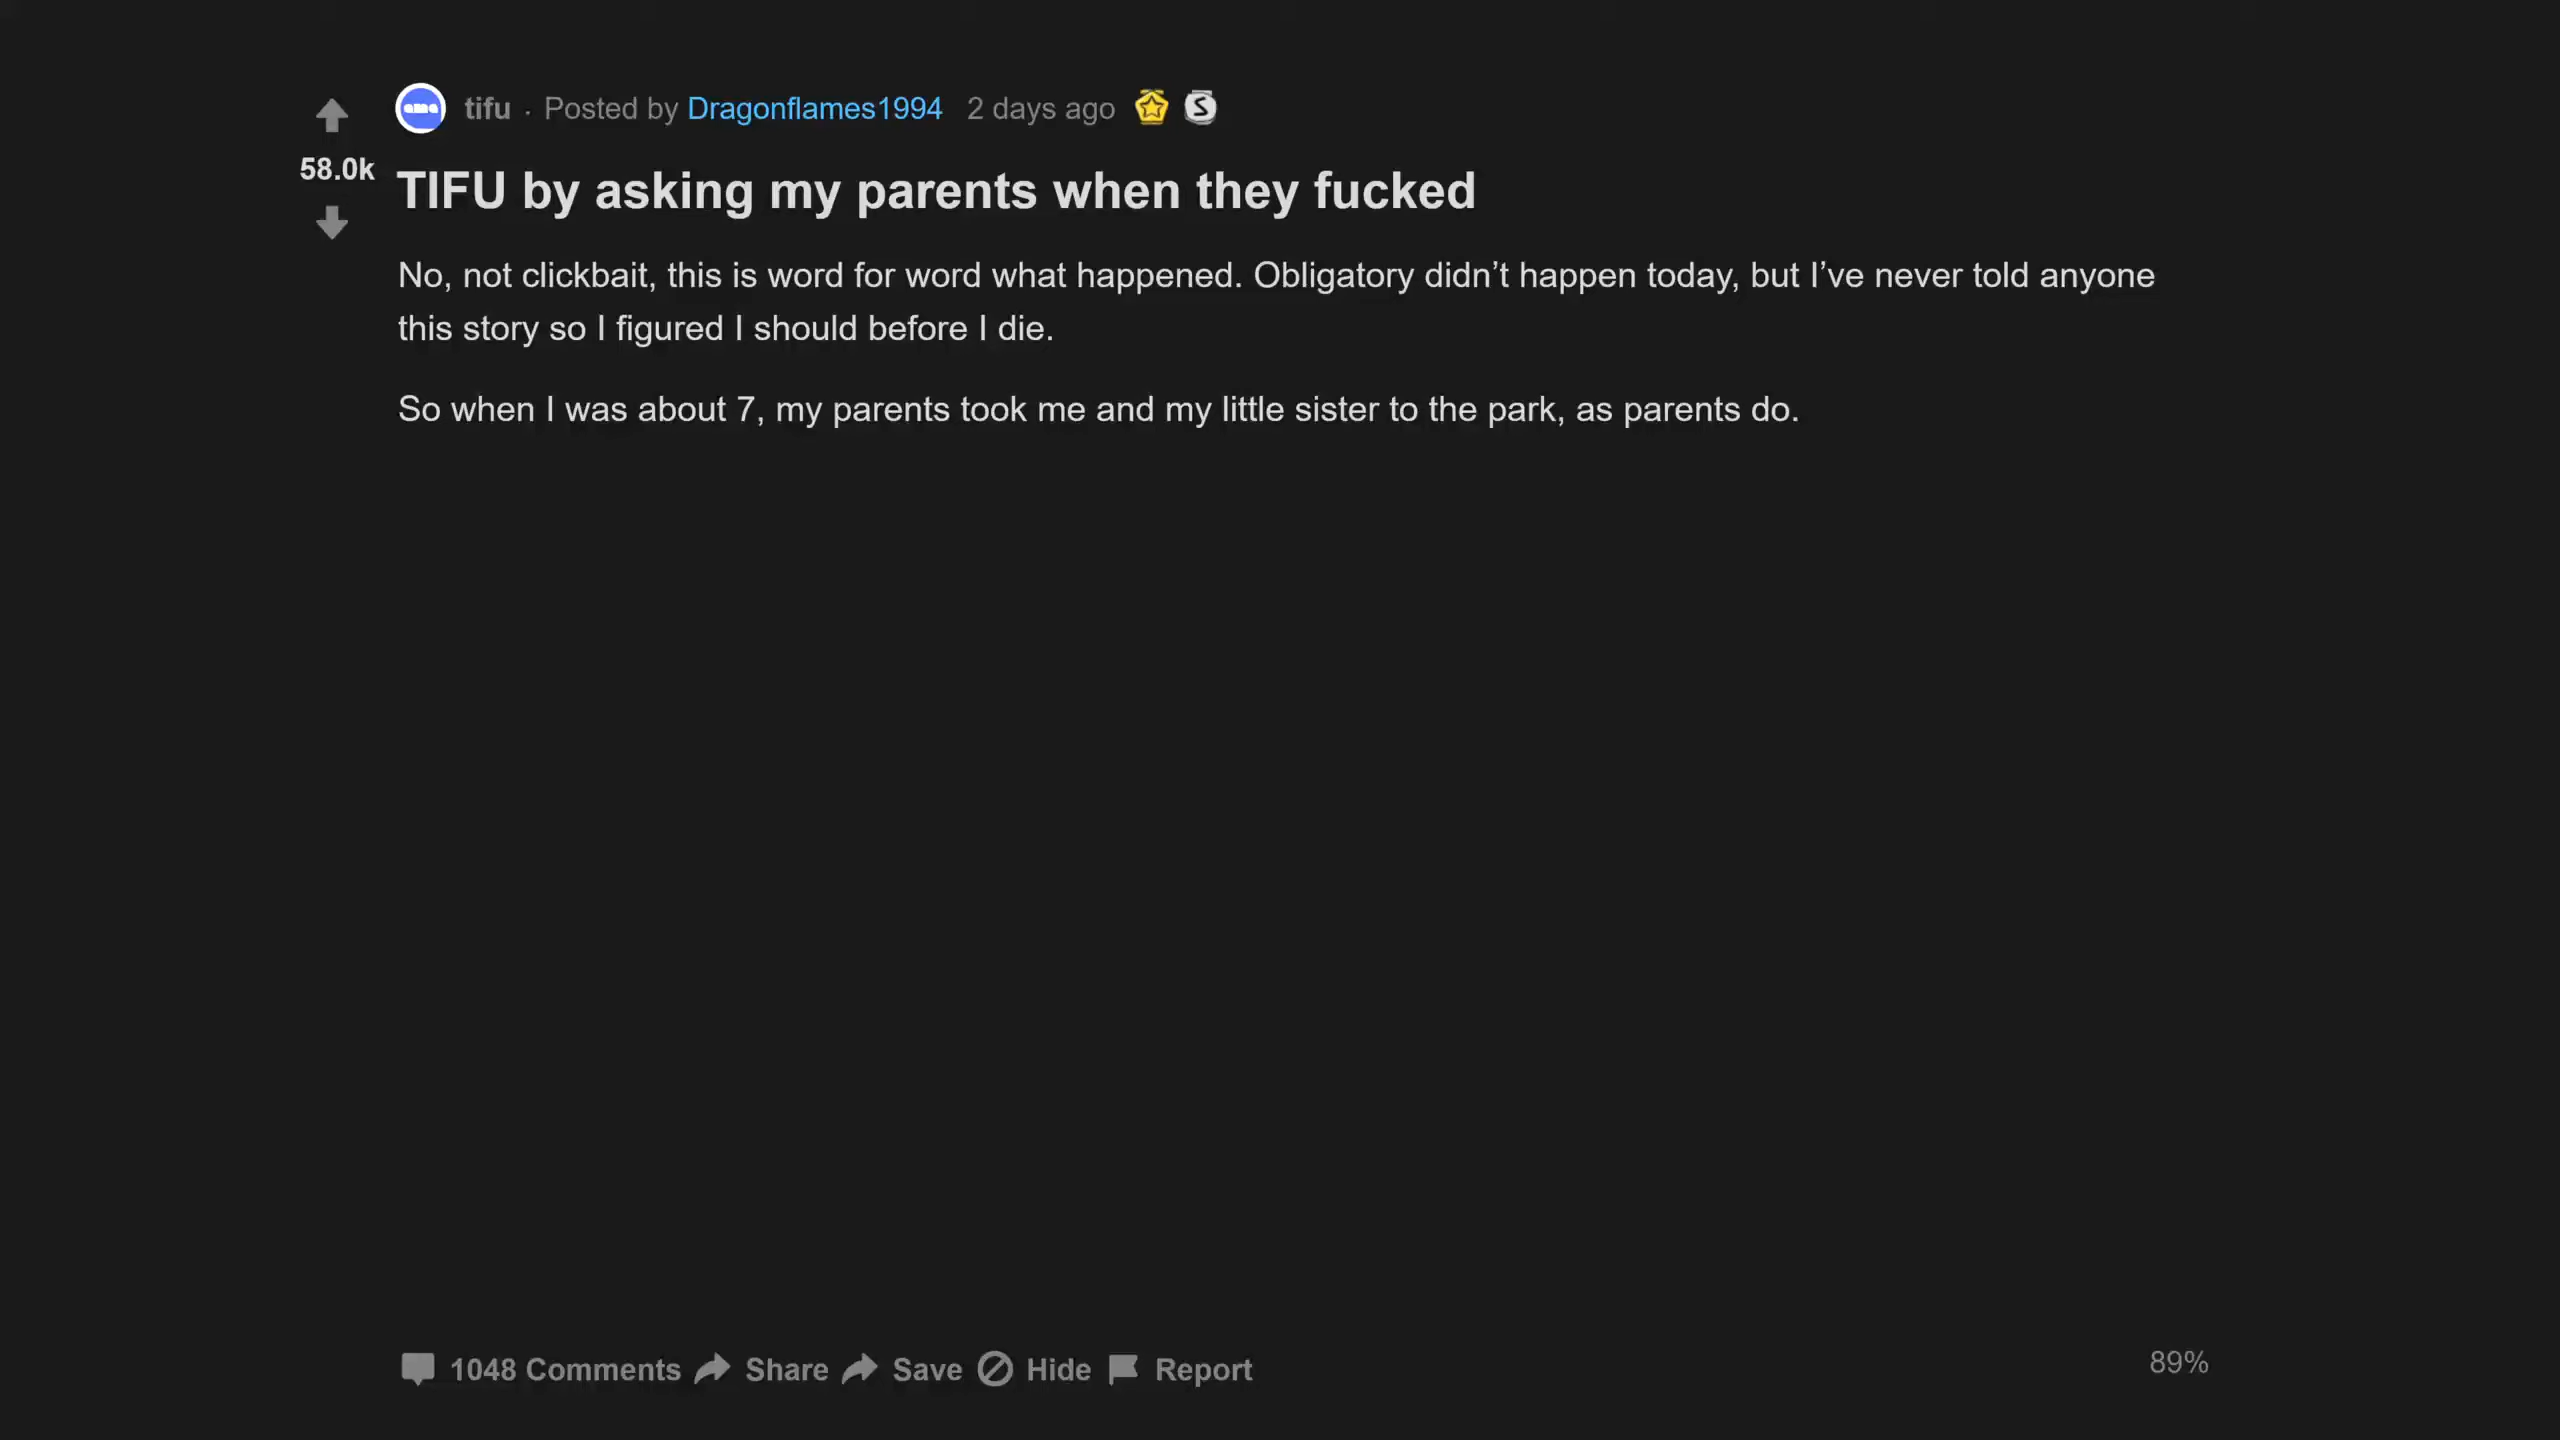 tifu · Posted by Dragonflames1994 2 days ago
58.0k
TIFU by asking my parents when they fucked
No, not clickbait, this is word for word what happened. Obligatory didn’t happen today, but I’ve never told anyone
this story so I figured I should before I die.
So when I was about 7, my parents took me and my little sister to the park, as parents do.
1048 Comments Share Save Hide Report
89%